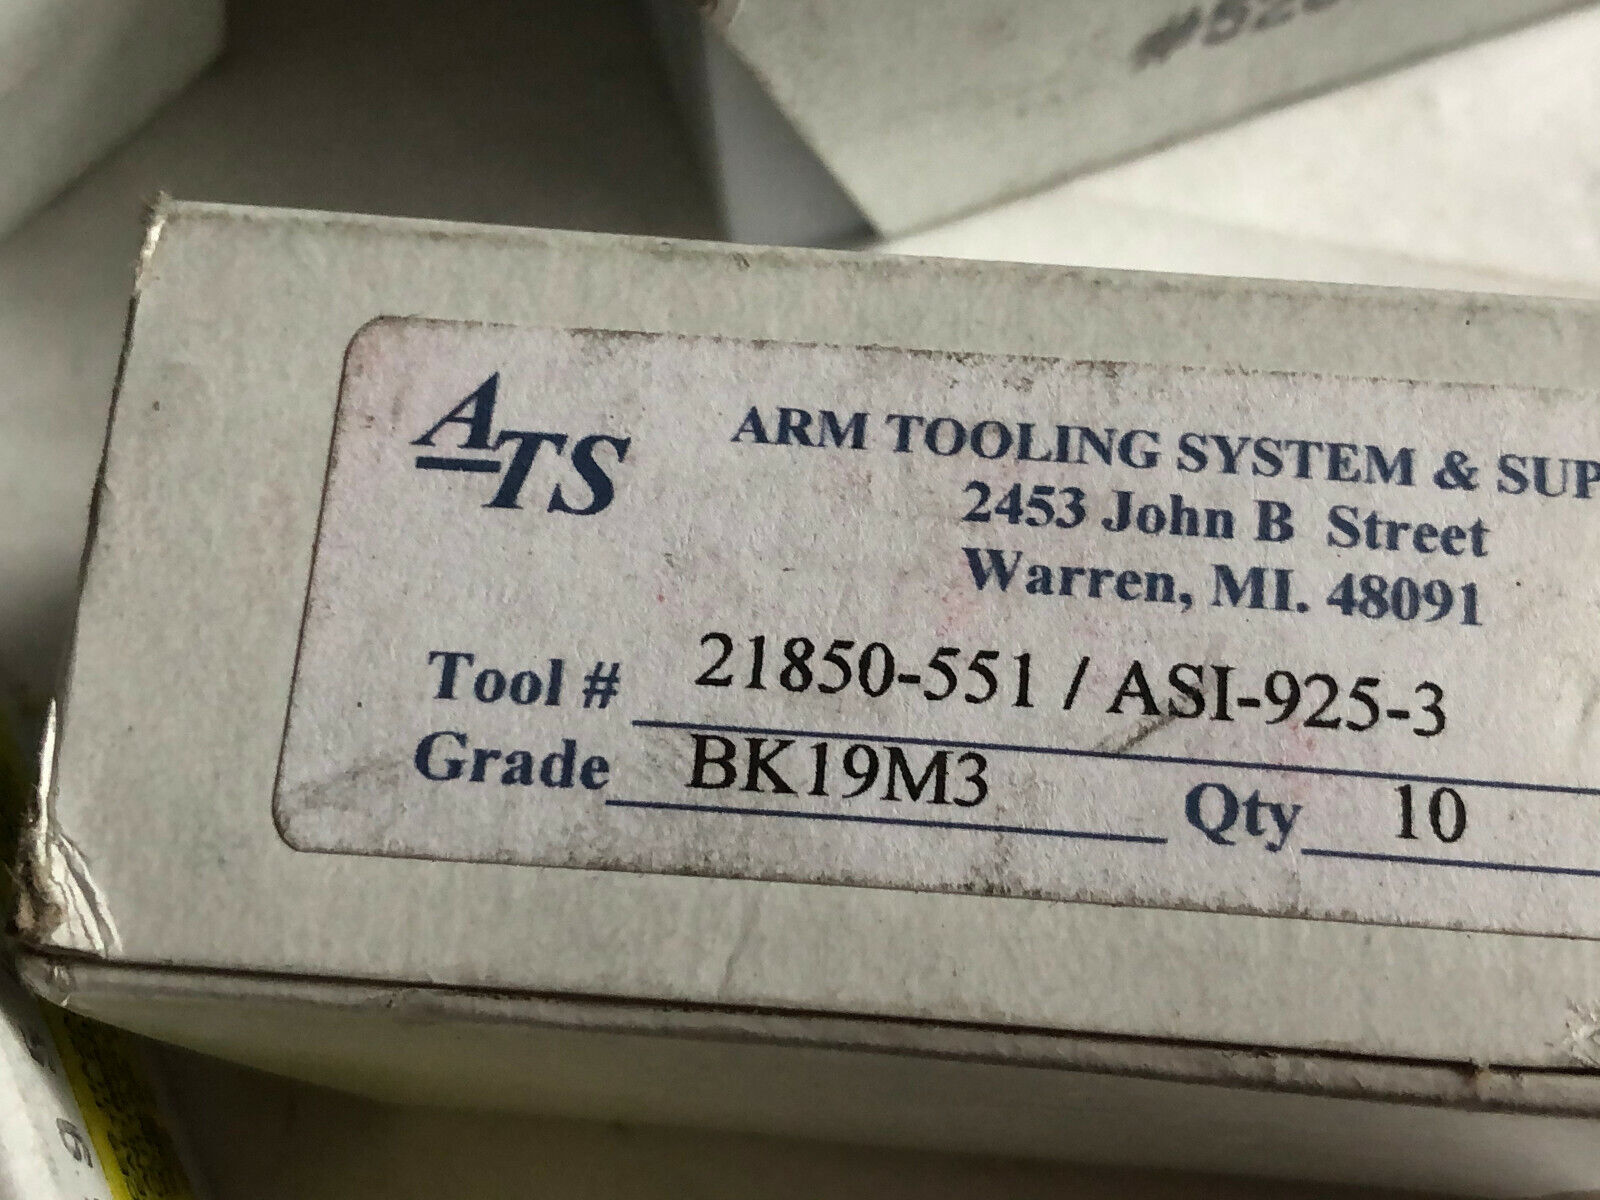 #528
ATS
ARM TOOLING SYSTEM & SUP
2453 John B Street
Warren, MI. 48091
Tool # 21850-551 / ASI-925-3
Grade BK19M3 Qty 10